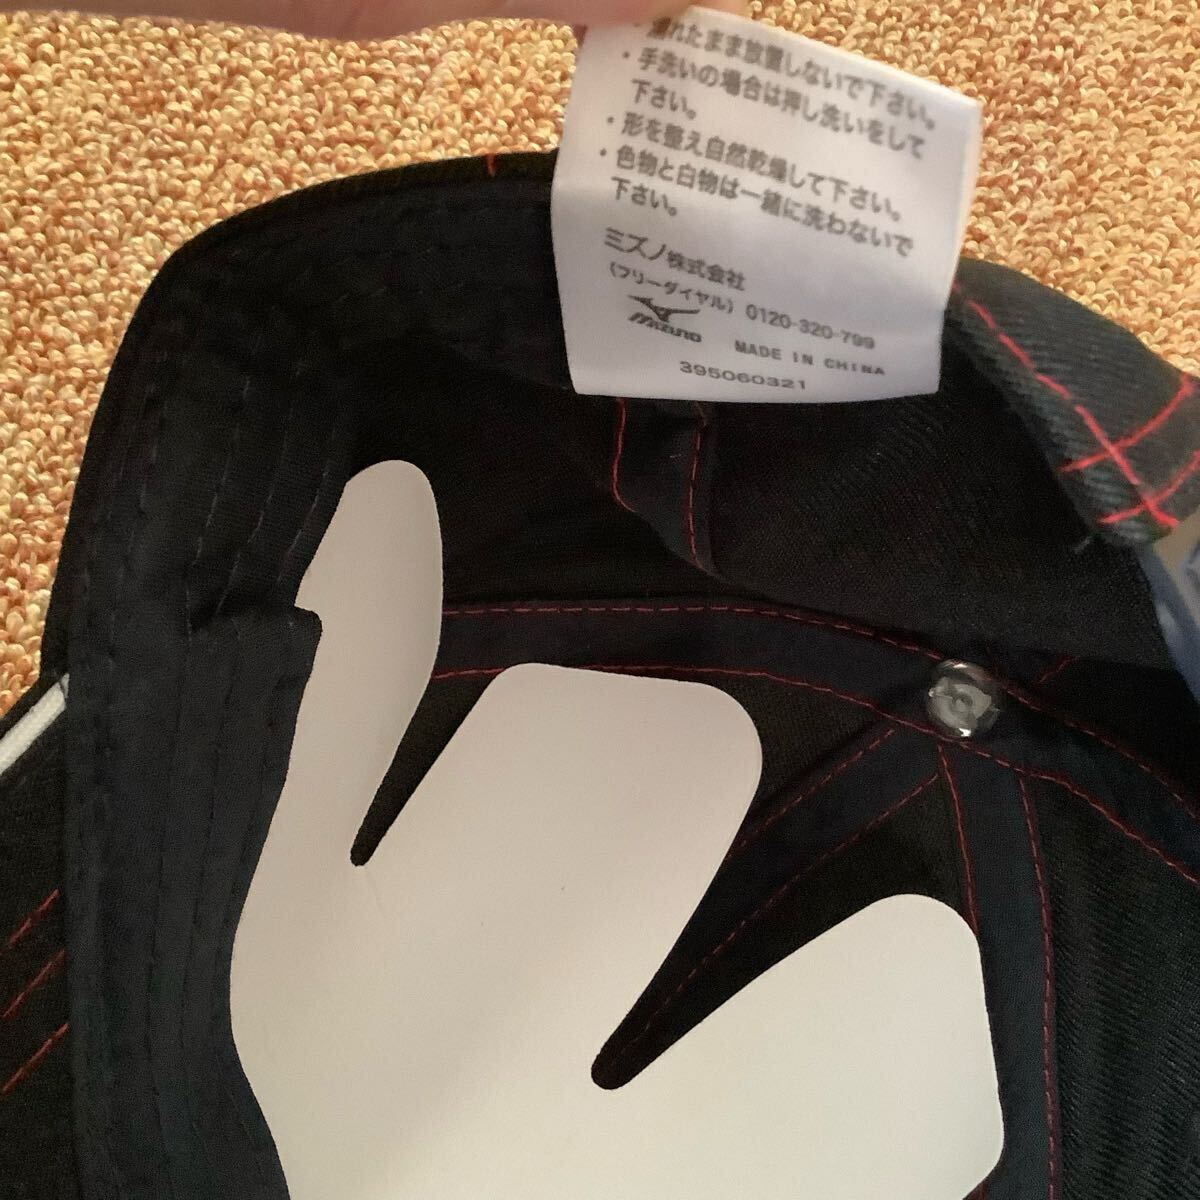 濡れたまま放置しないで下さい。
・手洗いの場合は押し洗いをして
下さい。
・形を整え自然乾燥して下さい。
・色物と白物は一緒に洗わないで
下さい。
ミズノ株式会社
(フリーダイヤル) 0120-320-799
mizuno MADE IN CHINA
395060321